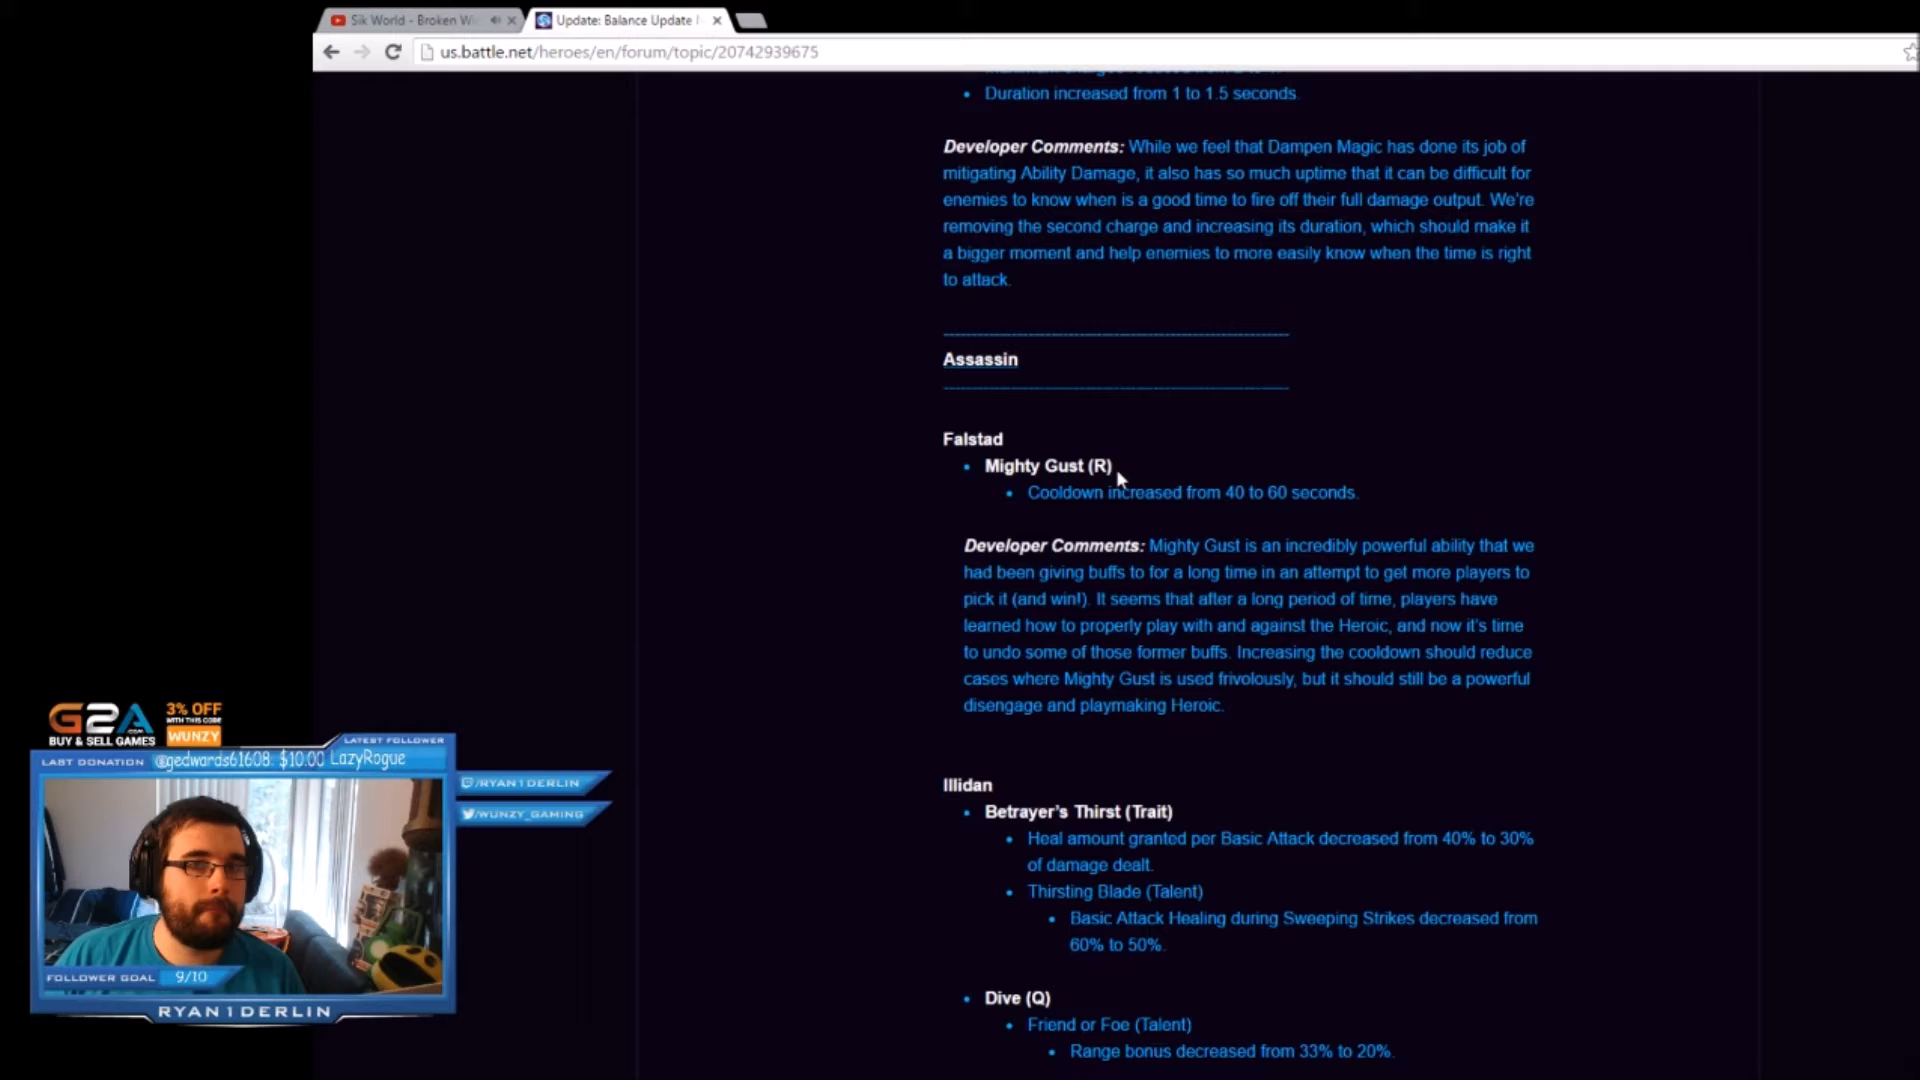 Sik World - Broken Wi
Update: Balance Update
us.battle.net/heroes/en/forum/topic/20742939675
• Duration increased from 1 to 1.5 seconds.
Developer Comments: While we feel that Dampen Magic has done its job of
mitigating Ability Damage, it also has so much uptime that it can be difficult for
enemies to know when is a good time to fire off their full damage output. We're
removing the second charge and increasing its duration, which should make it
a bigger moment and help enemies to more easily know when the time is right
to attack.
Assassin
Falstad
• Mighty Gust (R)
• Cooldown increased from 40 to 60 seconds.
Developer Comments: Mighty Gust is an incredibly powerful ability that we
had been giving buffs to for a long time in an attempt to get more players to
pick it (and win!). It seems that after a long period of time, players have
learned how to properly play with and against the Heroic, and now it's time
to undo some of those former buffs. Increasing the cooldown should reduce
cases where Mighty Gust is used frivolously, but it should still be a powerful
disengage and playmaking Heroic.
Illidan
• Betrayer's Thirst (Trait)
• Heal amount granted per Basic Attack decreased from 40% to 30%
of damage dealt.
• Thirsting Blade (Talent)
• Basic Attack Healing during Sweeping Strikes decreased from
60% to 50%.
• Dive (Q)
• Friend or Foe (Talent)
• Range bonus decreased from 33% to 20%.
G2A.COM
BUY & SELL GAMES
3% OFF
WITH THIS CODE
WUNZY
LATEST FOLLOWER
LAST DONATION @gedwards61608: $10.00 LazyRogue
/RYAN1DERLIN
/WUNZY_GAMING
FOLLOWER GOAL 9/10
RYAN1DERLIN